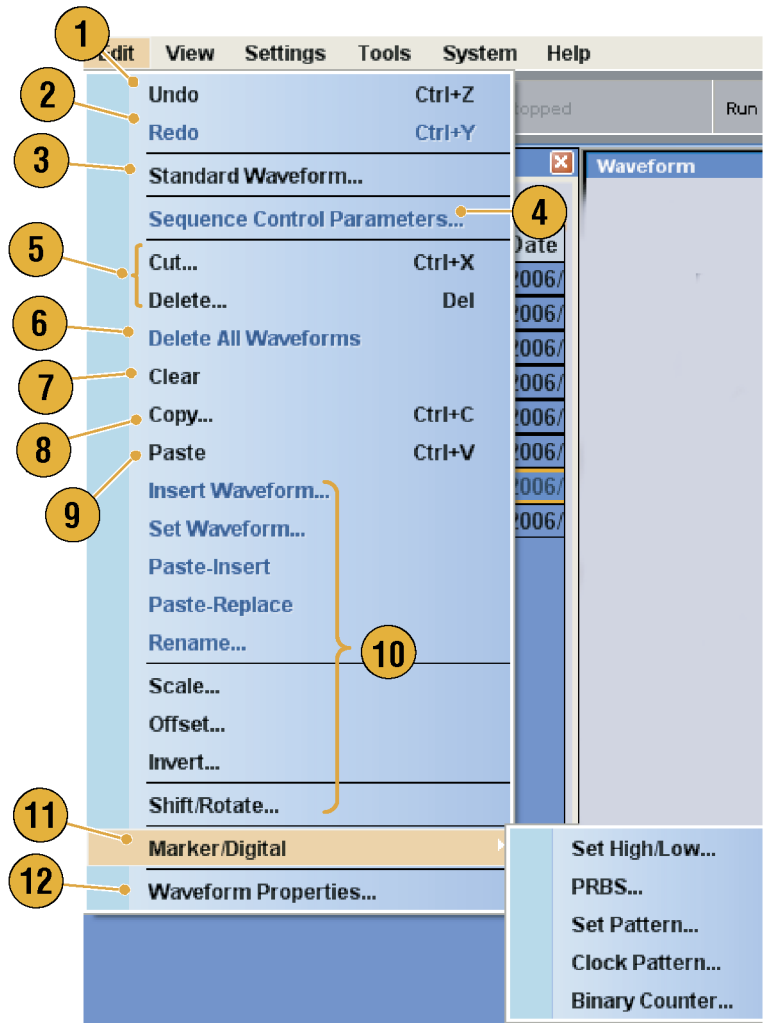 1
Edit View Settings Tools System Help
2
Undo Ctrl+Z
Redo Ctrl+Y
Run
3
Standard Waveform...
Waveform
4
Sequence Control Parameters...
Date
5
Cut... Ctrl+X
2006/
Delete... Del
2006/
6
Delete All Waveforms
2006/
7
Clear
2006/
8
Copy... Ctrl+C
2006/
9
Paste Ctrl+V
2006/
Insert Waveform...
2006/
Set Waveform...
2006/
Paste-Insert
Paste-Replace
Rename...
10
Scale...
Offset...
Invert...
Shift/Rotate...
11
Marker/Digital
12
Waveform Properties...
Set High/Low...
PRBS...
Set Pattern...
Clock Pattern...
Binary Counter...